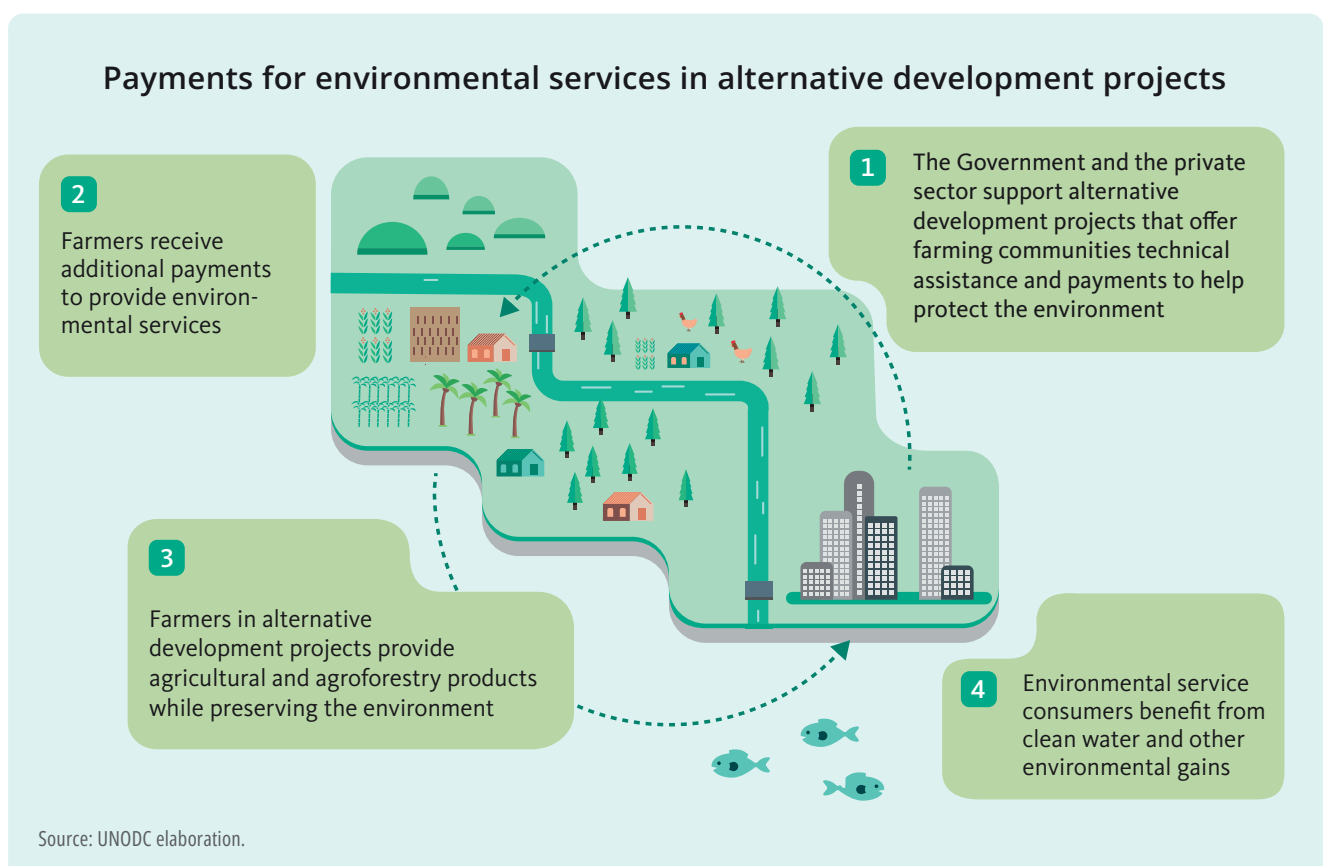 Payments for environmental services in alternative development projects
1
The Government and the private
sector support alternative
development projects that offer
farming communities technical
assistance and payments to help
protect the environment
2
Farmers receive
additional payments
to provide environ-
mental services
3
Farmers in alternative
development projects provide
agricultural and agroforestry products
while preserving the environment
4
Environmental service
consumers benefit from
clean water and other
environmental gains
Source: UNODC elaboration.